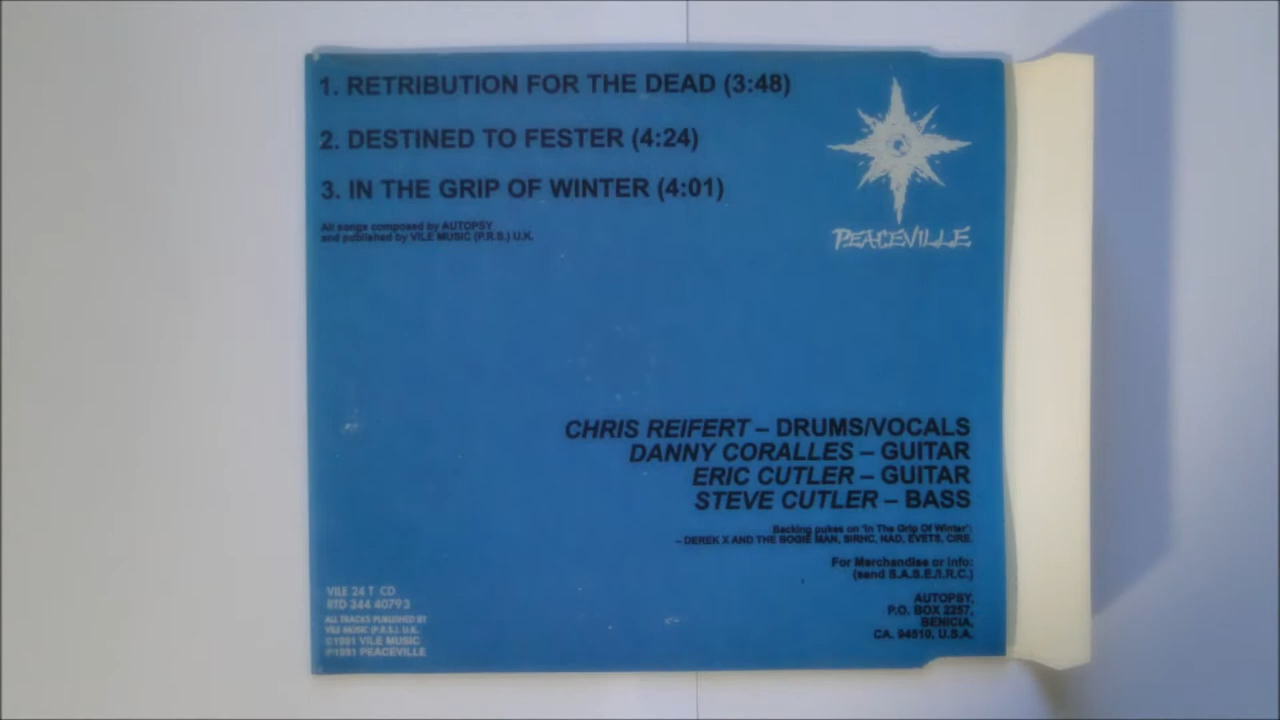 1. RETRIBUTION FOR THE DEAD (3:48)
2. DESTINED TO FESTER (4:24)
3. IN THE GRIP OF WINTER (4:01)
All songs composed by AUTOPSY
and published by VILE MUSIC (P.R.S.) U.K.
PEACEVILLE
CHRIS REIFERT – DRUMS/VOCALS
DANNY CORALLES – GUITAR
ERIC CUTLER – GUITAR
STEVE CUTLER – BASS
Backing pukes on 'In The Grip Of Winter':
– DEREK X AND THE BOGIE MAN, SIRHC, NAD, EVETS, CIRE.
For Merchandise or info:
(send S.A.S.E./I.R.C.)
AUTOPSY,
P.O. BOX 2257,
BENICIA,
CA. 94510, U.S.A.
VILE 24 T CD
RTD 344 40793
ALL TRACKS PUBLISHED BY
VILE MUSIC (P.R.S.) U.K.
©1991 VILE MUSIC
℗1991 PEACEVILLE